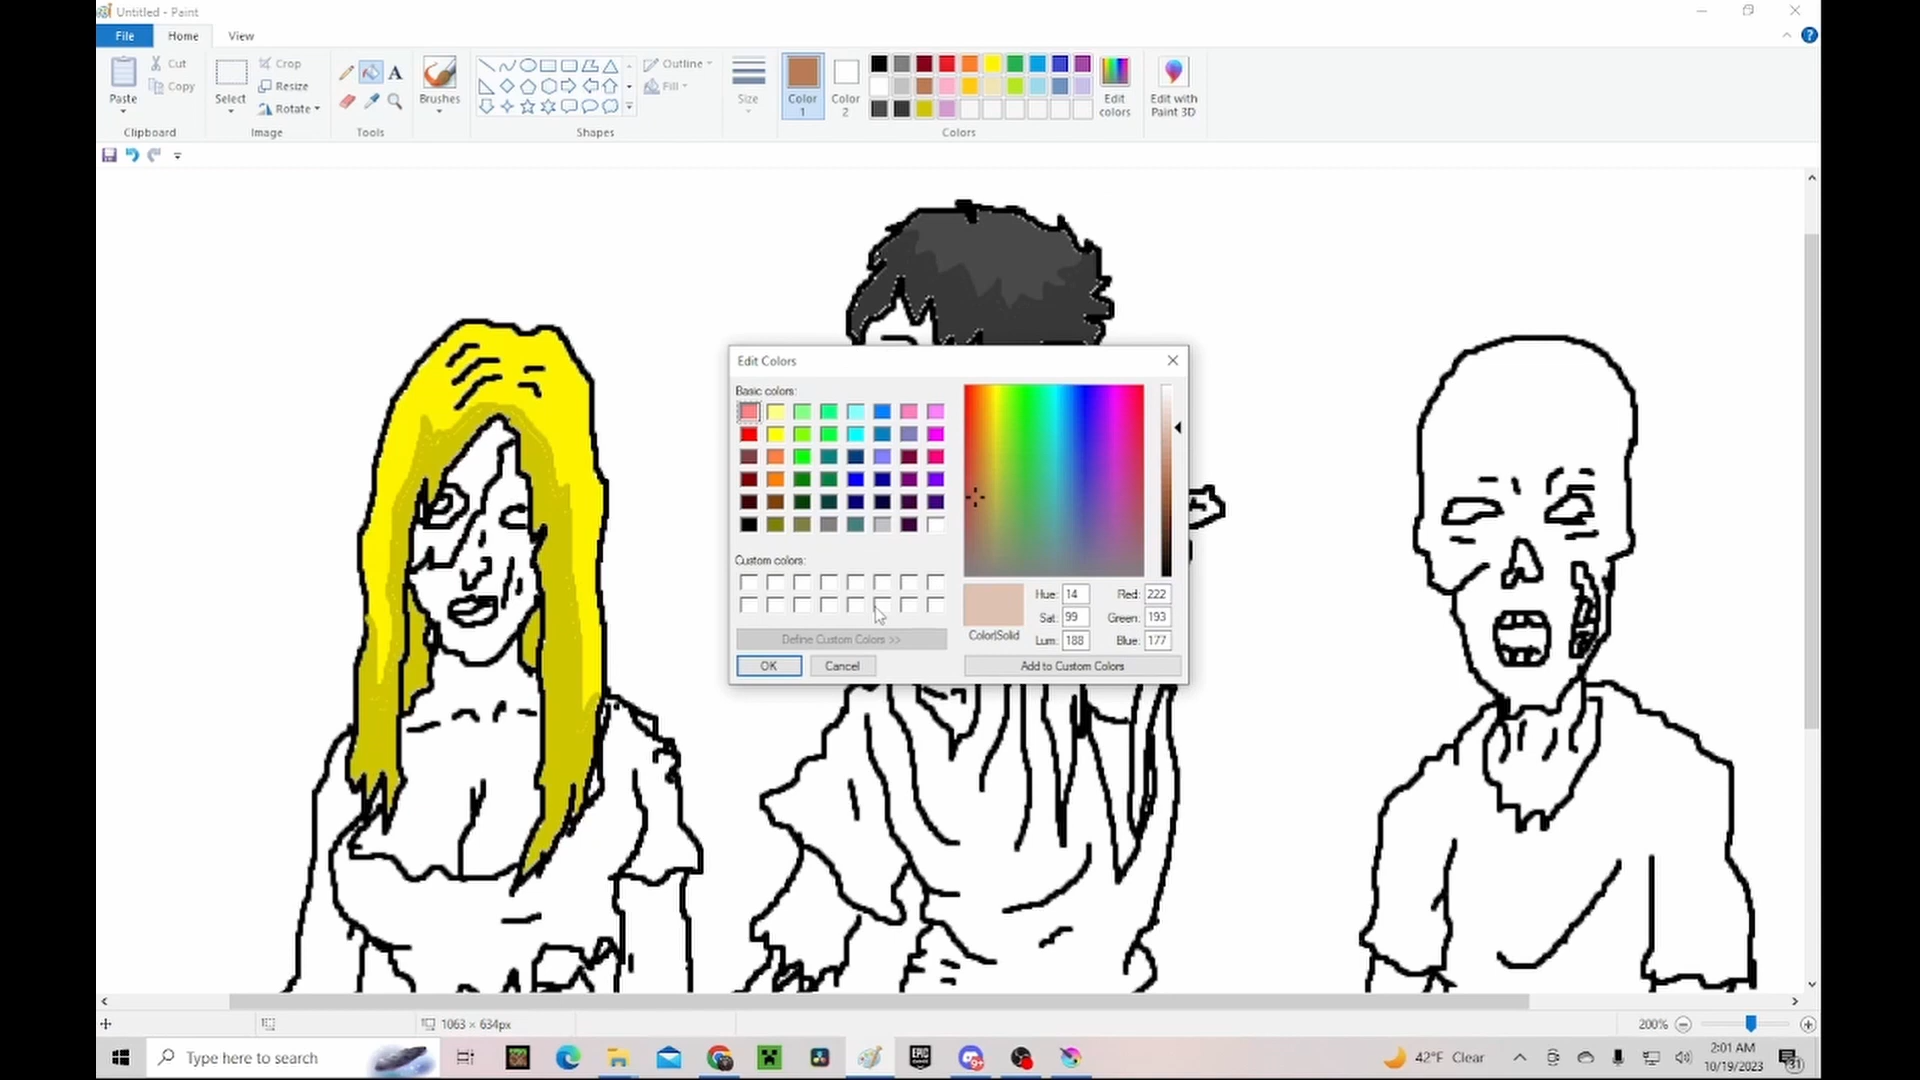 Untitled - Paint
File Home View
Paste
Cut
Copy
Clipboard
Select
Crop
Resize
Rotate
Image
A
Tools
Brushes
Shapes
Outline
Fill
Size
Color 1
Color 2
Colors
Edit colors
Edit with Paint 3D
Edit Colors
Basic colors:
Custom colors:
Define Custom Colors >>
OK Cancel
Color|Solid
Hue: 14 Red: 222
Sat: 99 Green: 193
Lum: 188 Blue: 177
Add to Custom Colors
1063 × 634px
200%
Type here to search
EPIC
9+
42°F Clear
2:01 AM
10/19/2023
31